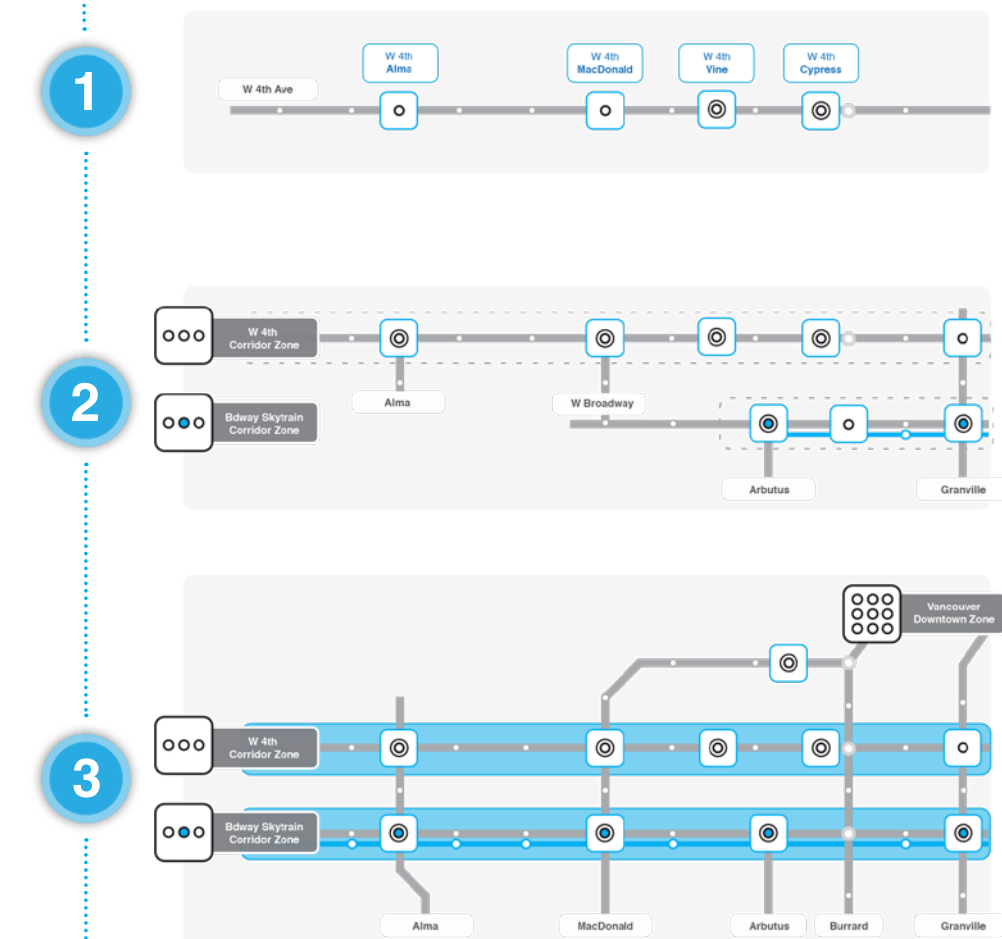 1
W 4th
Alma
W 4th
MacDonald
W 4th
Vine
W 4th
Cypress
W 4th Ave
2
W 4th
Corridor Zone
Alma
W Broadway
Bdway Skytrain
Corridor Zone
Arbutus
Granville
3
Vancouver
Downtown Zone
W 4th
Corridor Zone
Bdway Skytrain
Corridor Zone
Alma
MacDonald
Arbutus
Burrard
Granville